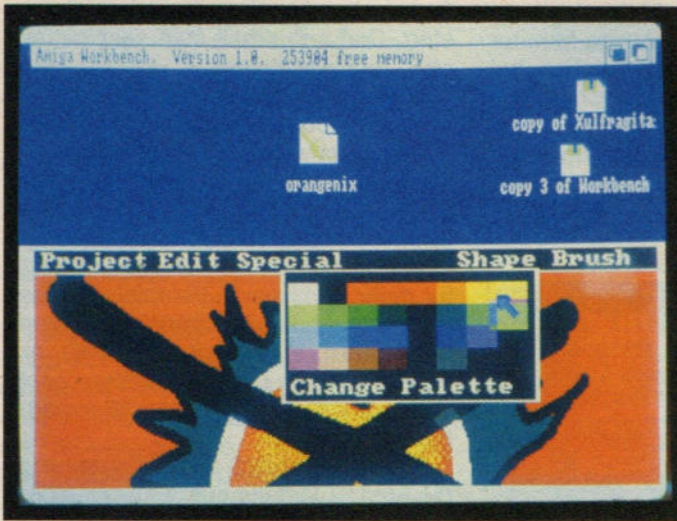 Amiga Workbench. Version 1.0. 253904 free memory
copy of Xulfragita
orangenix
copy 3 of Workbench
Project Edit Special Shape Brush
Change Palette